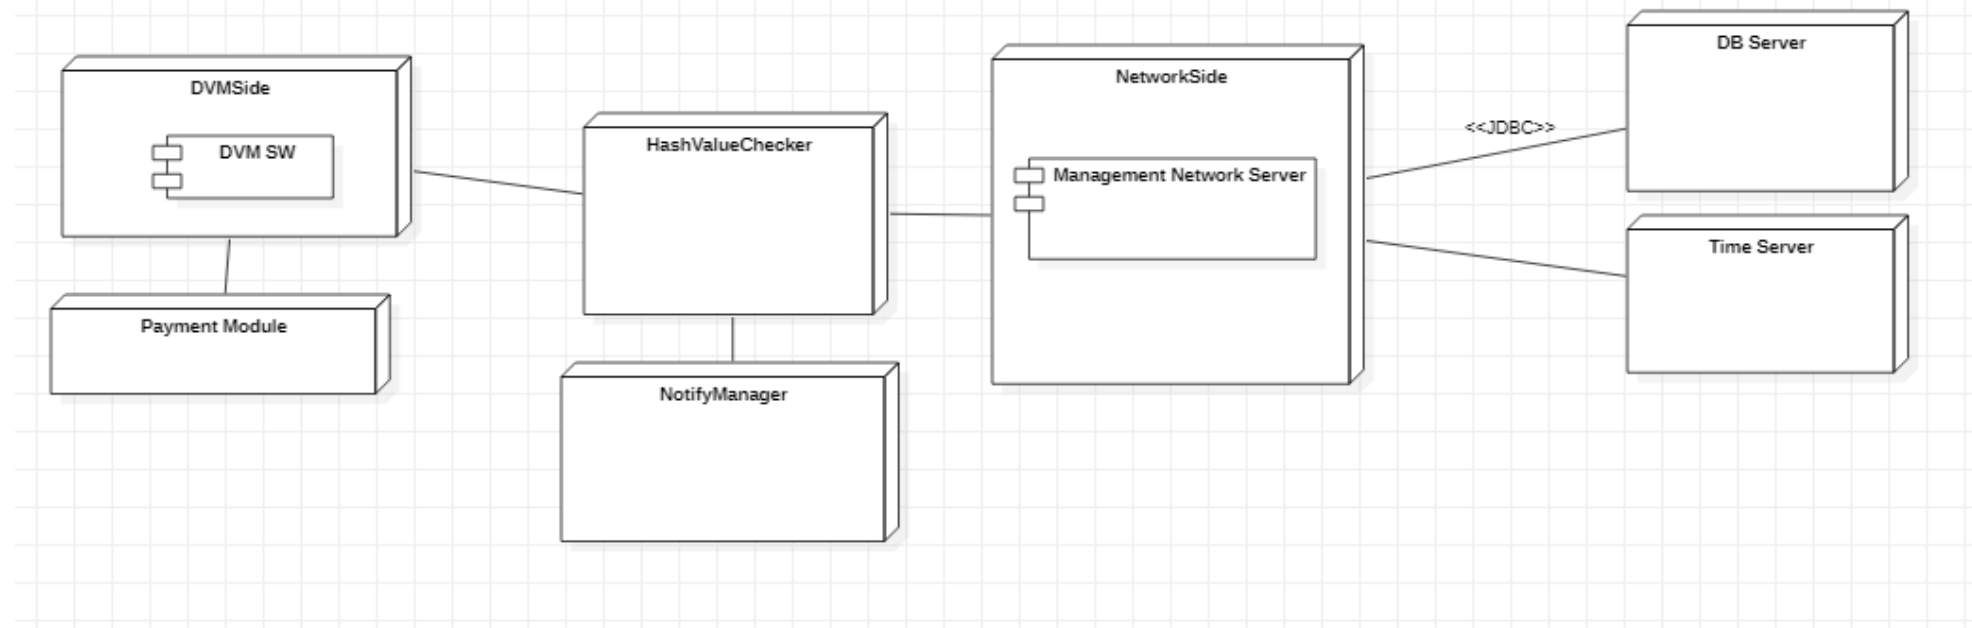 DVMSide
DVM SW
Payment Module
HashValueChecker
NotifyManager
NetworkSide
Management Network Server
<<JDBC>>
DB Server
Time Server